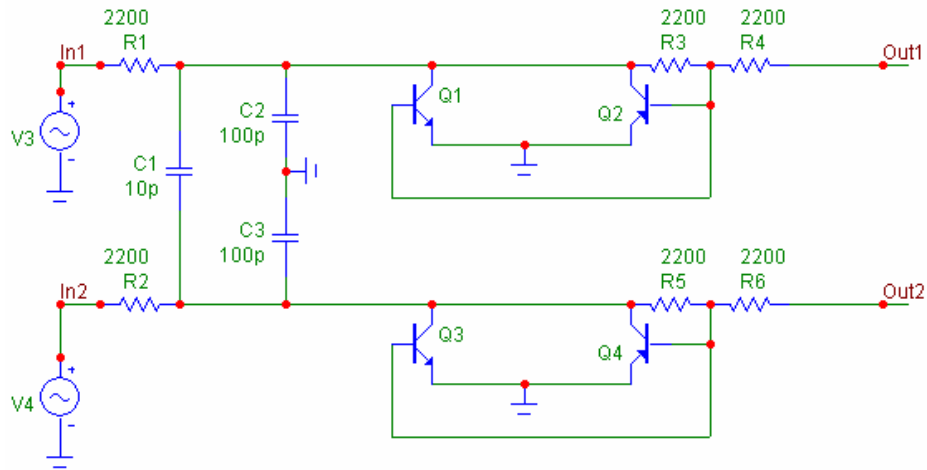 2200
R1
In1
2200
R3
2200
R4
Out1
+
V3
-
C2
100p
Q1
Q2
C1
10p
C3
100p
2200
R2
In2
2200
R5
2200
R6
Out2
+
V4
-
Q3
Q4